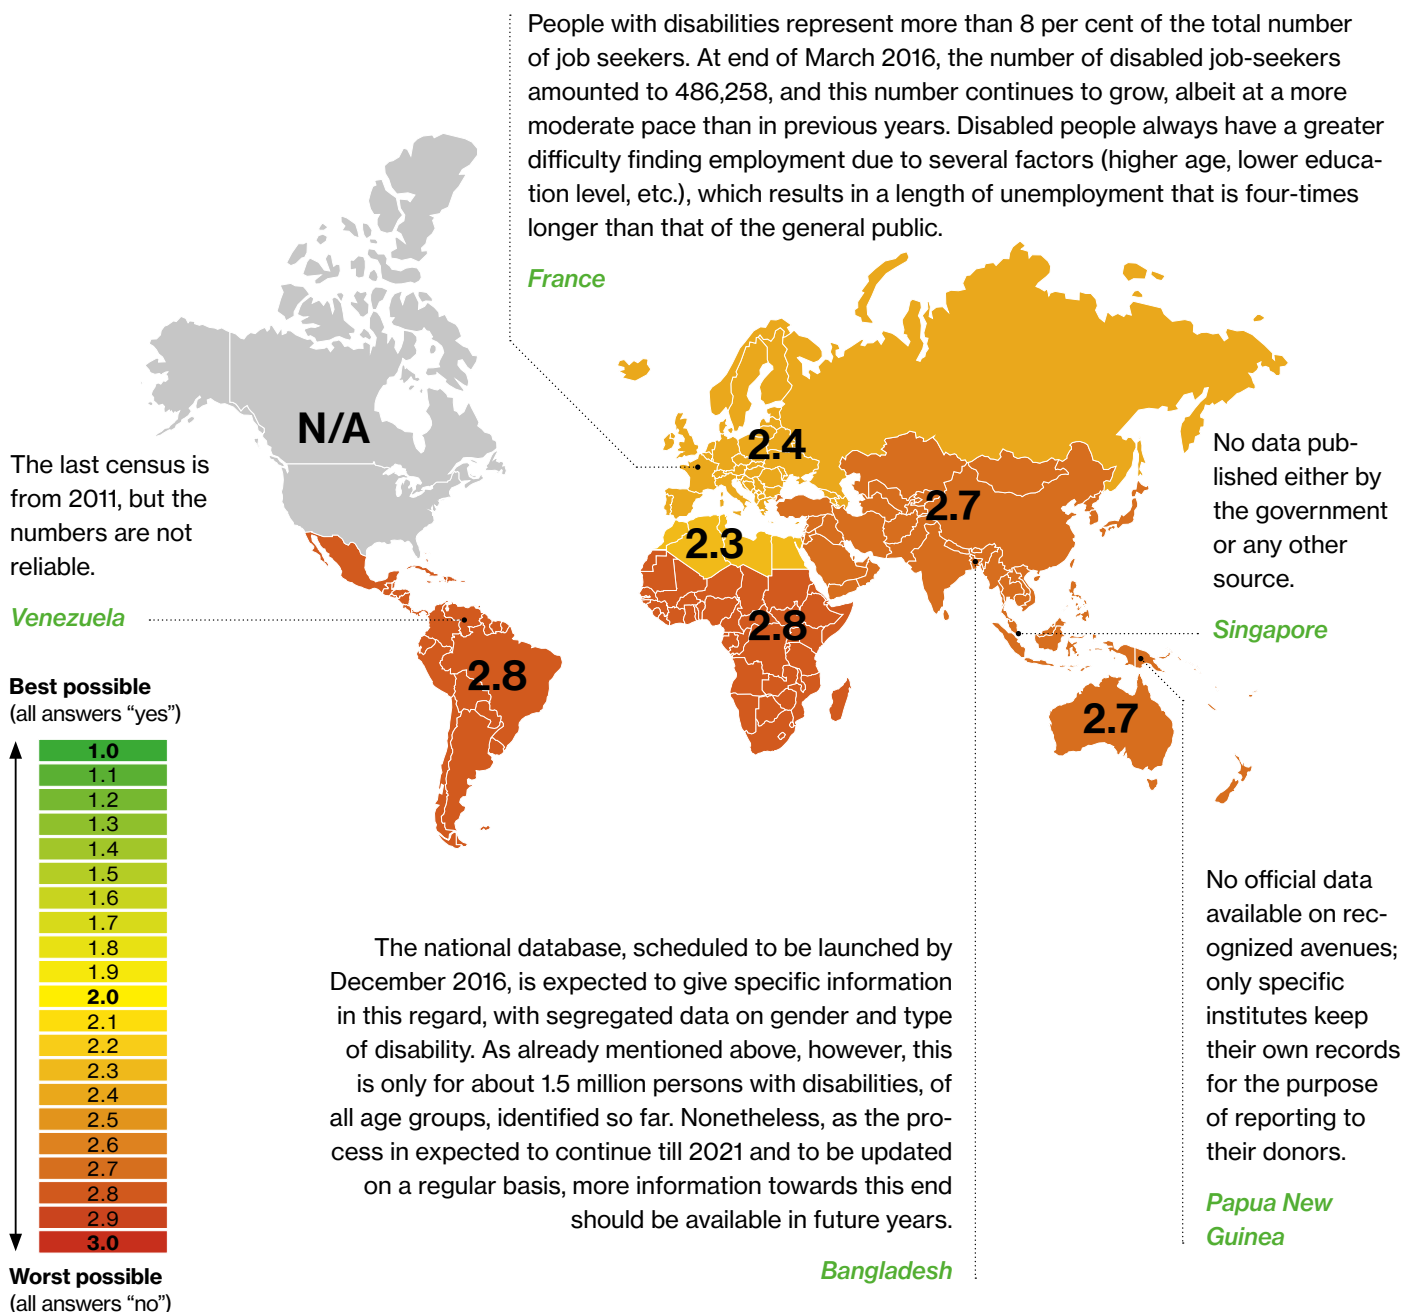 People with disabilities represent more than 8 per cent of the total number
of job seekers. At end of March 2016, the number of disabled job-seekers
amounted to 486,258, and this number continues to grow, albeit at a more
moderate pace than in previous years. Disabled people always have a greater
difficulty finding employment due to several factors (higher age, lower educa-
tion level, etc.), which results in a length of unemployment that is four-times
longer than that of the general public.
France
N/A
2.4
2.7
2.3
2.8
2.8
2.7
The last census is
from 2011, but the
numbers are not
reliable.
Venezuela
No data pub-
lished either by
the government
or any other
source.
Singapore
Best possible
(all answers “yes”)
1.0
1.1
1.2
1.3
1.4
1.5
1.6
1.7
1.8
1.9
2.0
2.1
2.2
2.3
2.4
2.5
2.6
2.7
2.8
2.9
3.0
Worst possible
(all answers “no”)
The national database, scheduled to be launched by
December 2016, is expected to give specific information
in this regard, with segregated data on gender and type
of disability. As already mentioned above, however, this
is only for about 1.5 million persons with disabilities, of
all age groups, identified so far. Nonetheless, as the pro-
cess in expected to continue till 2021 and to be updated
on a regular basis, more information towards this end
should be available in future years.
Bangladesh
No official data
available on rec-
ognized avenues;
only specific
institutes keep
their own records
for the purpose
of reporting to
their donors.
Papua New
Guinea